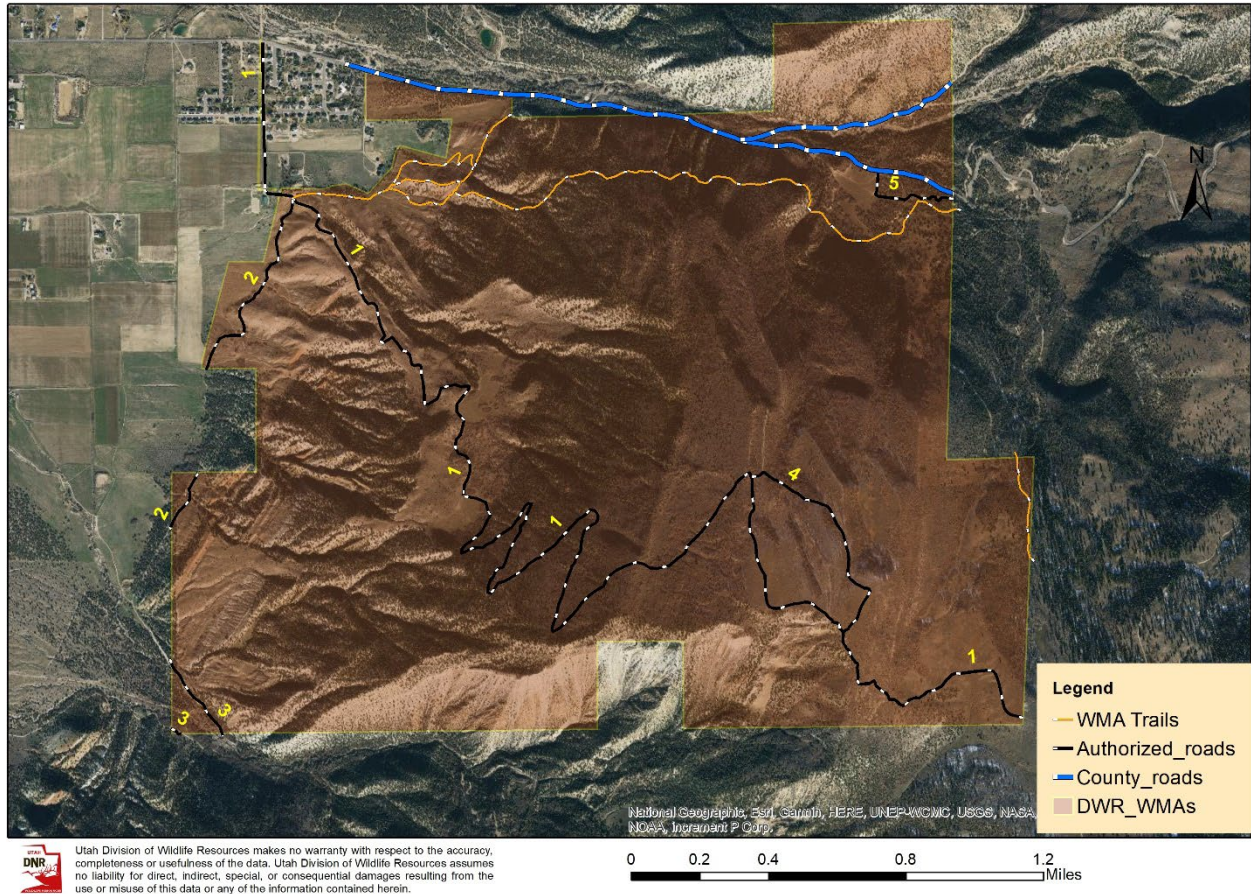 1
N
5
2
1
1
4
1
2
1
3
3
Legend
WMA Trails
Authorized_roads
County_roads
DWR_WMAs
National Geographic, Esri, Garmin, HERE, UNEP-WCMC, USGS, NASA,
NOAA, increment P Corp.
UTAH
DNR
Utah Division of Wildlife Resources makes no warranty with respect to the accuracy,
completeness or usefulness of the data. Utah Division of Wildlife Resources assumes
no liability for direct, indirect, special, or consequential damages resulting from the
use or misuse of this data or any of the information contained herein.
0 0.2 0.4 0.8 1.2
Miles